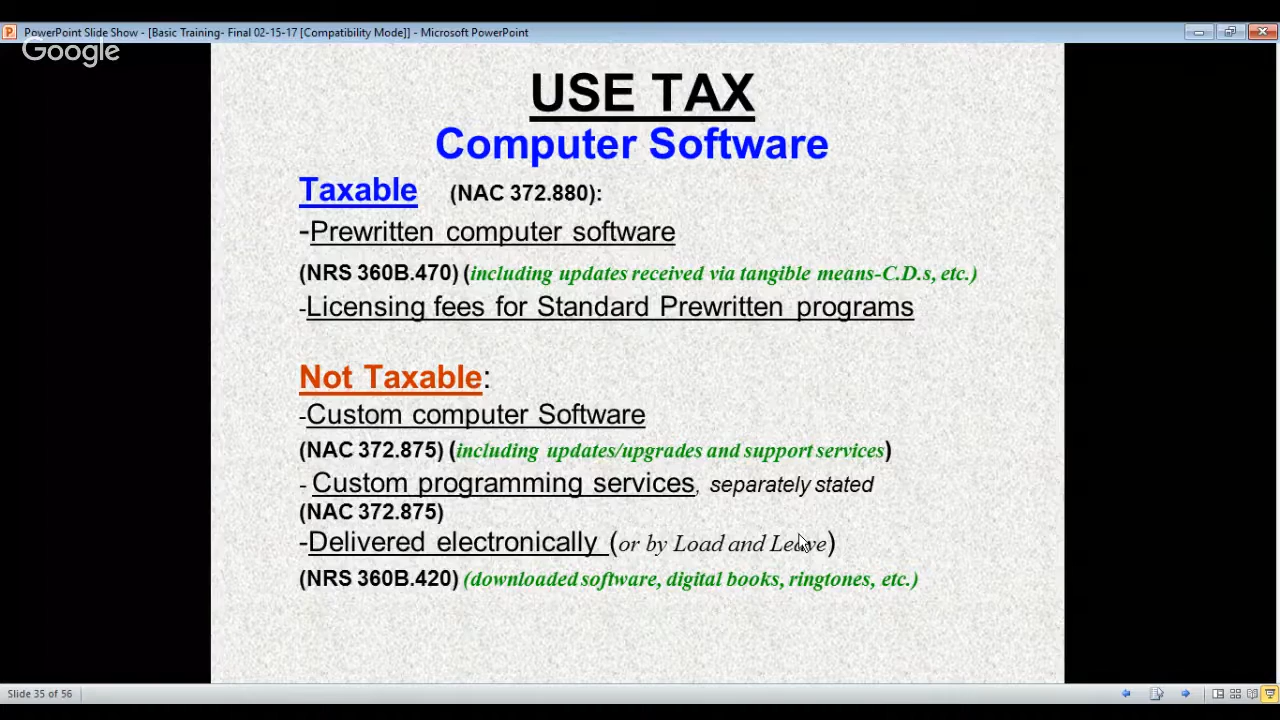 PowerPoint Slide Show - [Basic Training- Final 02-15-17 [Compatibility Mode]] - Microsoft PowerPoint
Google
USE TAX
Computer Software
Taxable (NAC 372.880):
-Prewritten computer software
(NRS 360B.470) (including updates received via tangible means-C.D.s, etc.)
-Licensing fees for Standard Prewritten programs
Not Taxable:
-Custom computer Software
(NAC 372.875) (including updates/upgrades and support services)
- Custom programming services, separately stated
(NAC 372.875)
-Delivered electronically (or by Load and Leave)
(NRS 360B.420) (downloaded software, digital books, ringtones, etc.)
Slide 35 of 56